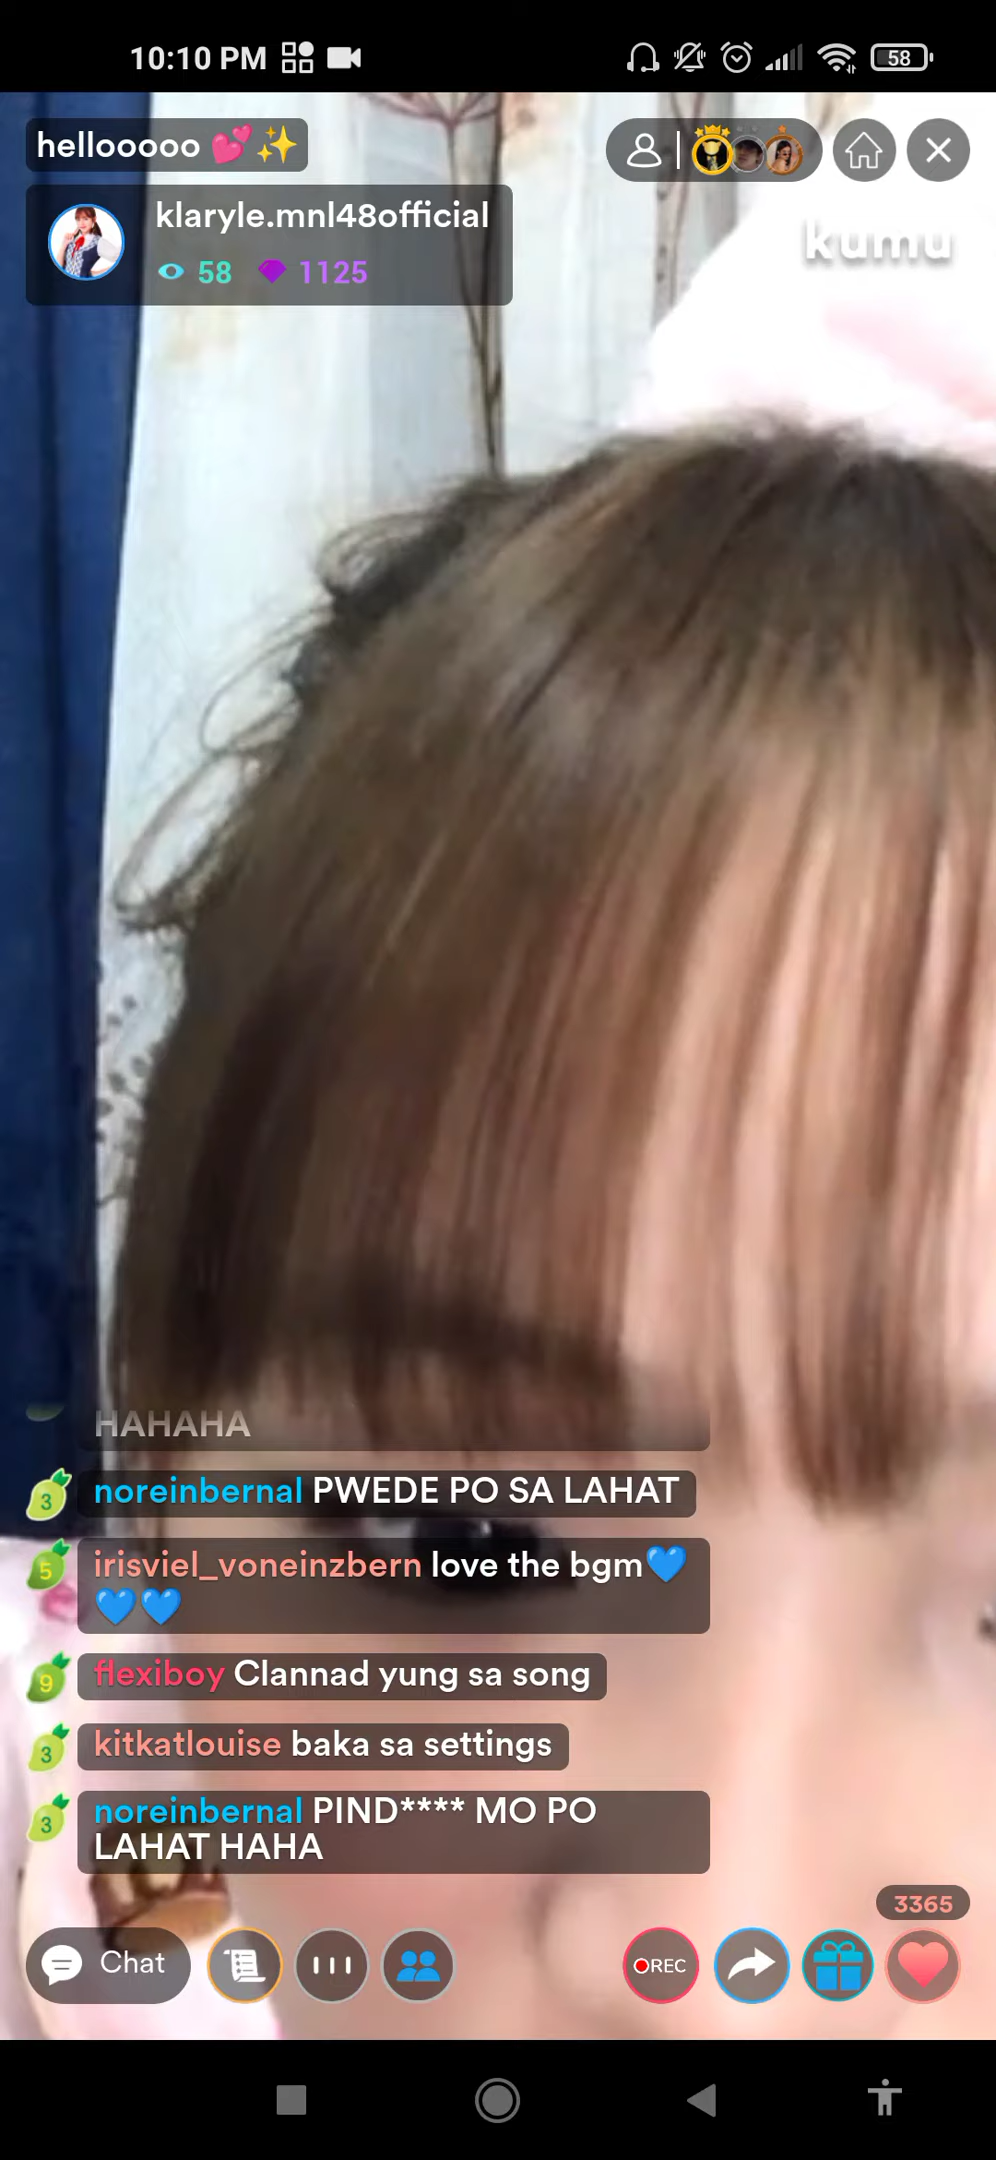 10:10 PM
58
hellooooo 💕✨
klaryle.mnl48official
58 1125
kumu
HAHAHA
3 noreinbernal PWEDE PO SA LAHAT
5 irisviel_voneinzbern love the bgm💙
💙💙
9 flexiboy Clannad yung sa song
3 kitkatlouise baka sa settings
3 noreinbernal PIND**** MO PO
LAHAT HAHA
3365
Chat
REC